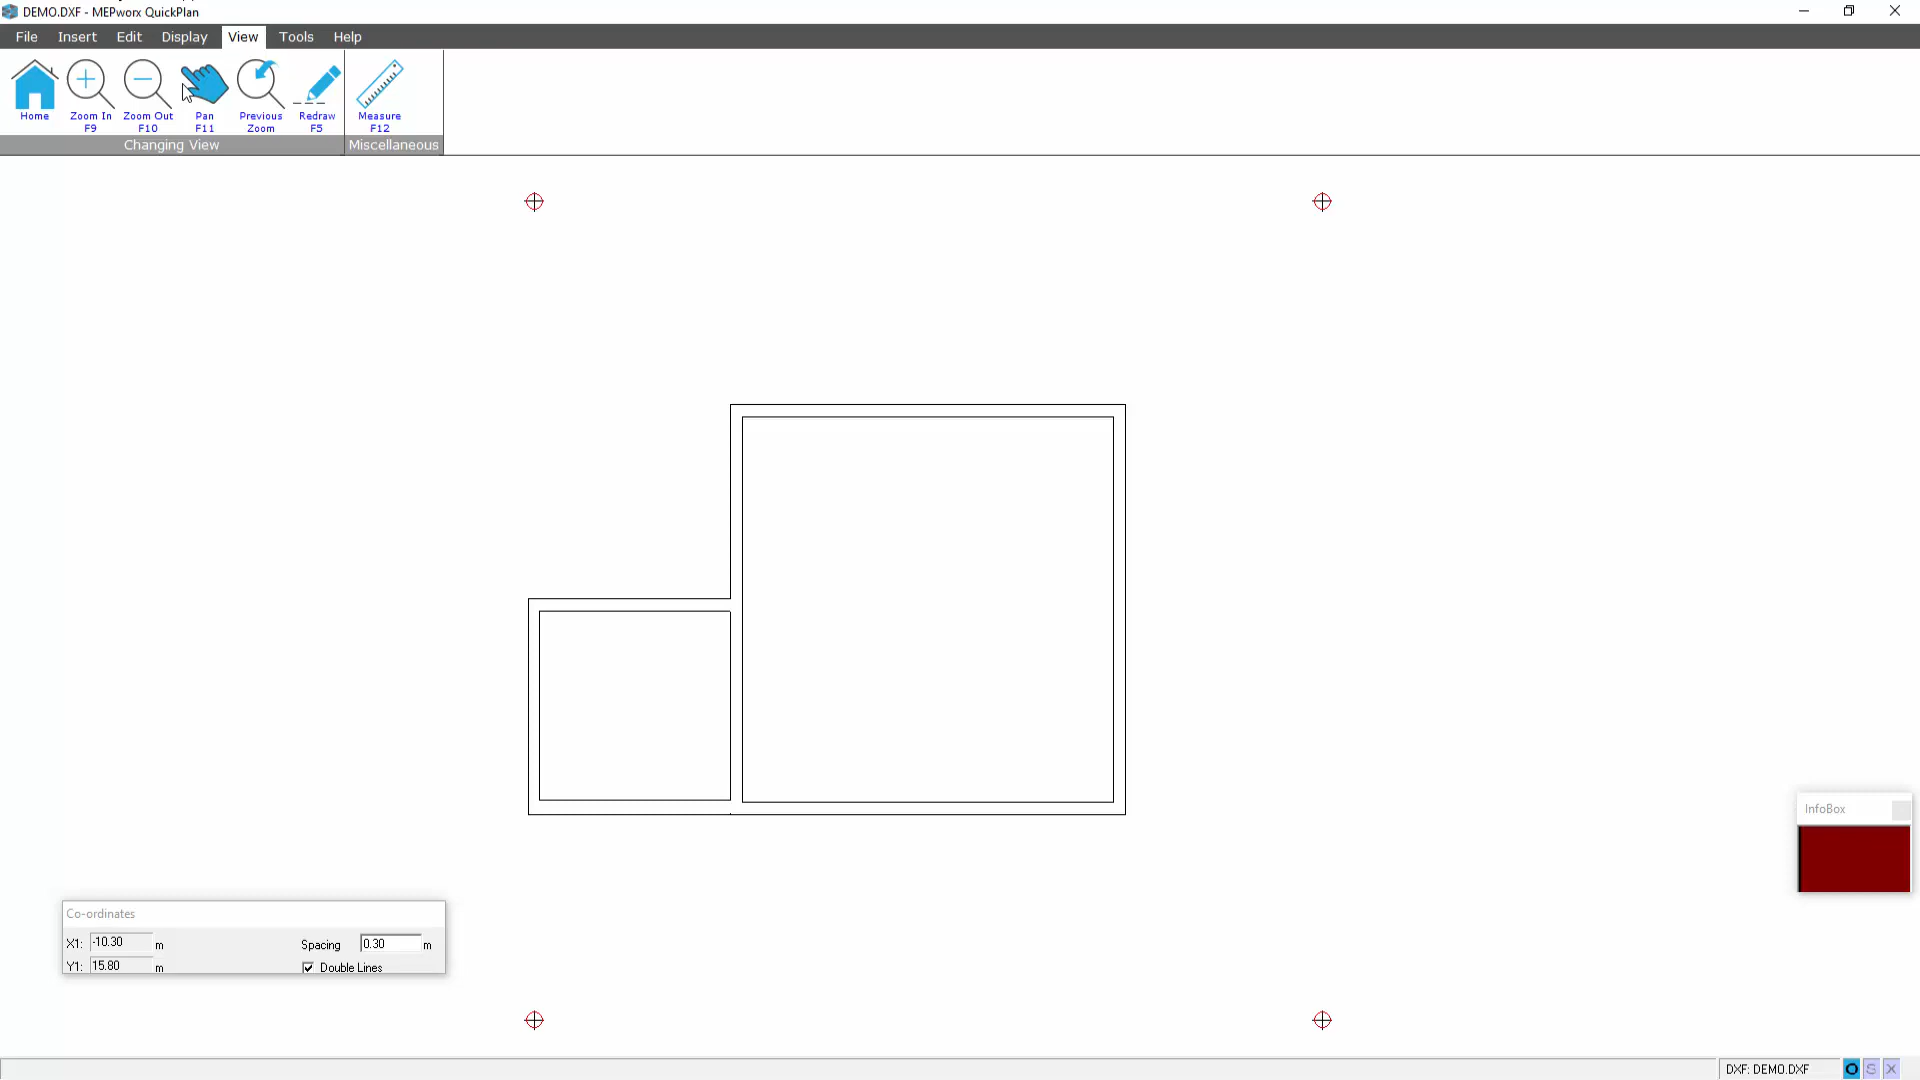 DEMO.DXF - MEPworx QuickPlan
File Insert Edit Display View Tools Help
Home Zoom In Zoom Out Pan Previous Redraw Measure
F9 F10 F11 Zoom F5 F12
Changing View Miscellaneous
InfoBox
Co-ordinates
X1: -10.30 m Spacing 0.30 m
Y1: 15.80 m Double Lines
DXF: DEMO.DXF O S X